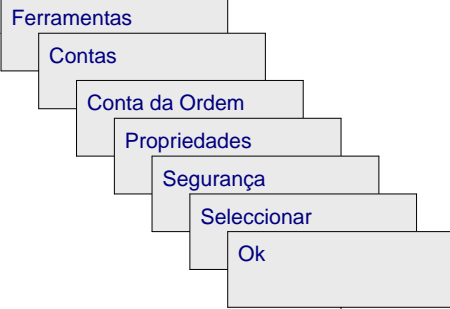 Ferramentas
Contas
Conta da Ordem
Propriedades
Segurança
Seleccionar
Ok